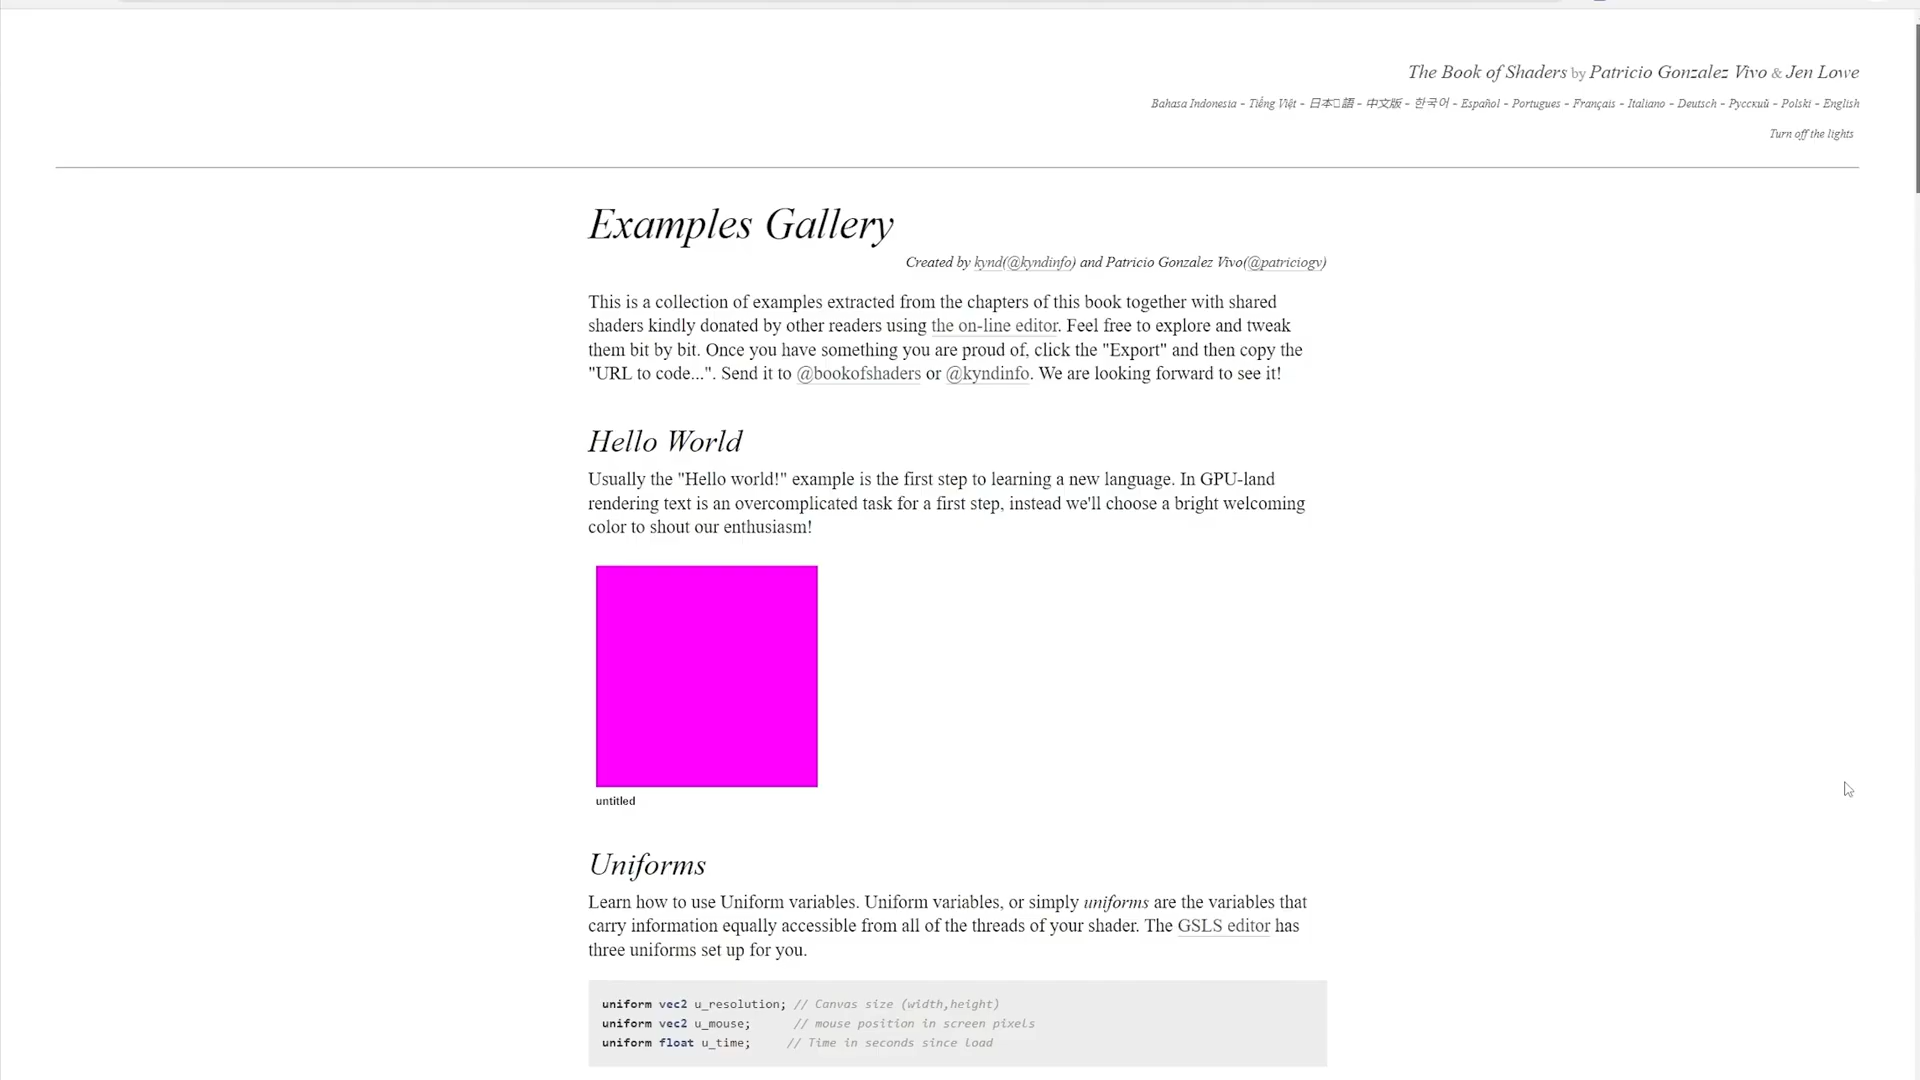 The Book of Shaders by Patricio Gonzalez Vivo & Jen Lowe
Bahasa Indonesia - Tiếng Việt - 日本語 - 中文版 - 한국어 - Español - Portugues - Français - Italiano - Deutsch - Русский - Polski - English
Turn off the lights
Examples Gallery
Created by kynd(@kyndinfo) and Patricio Gonzalez Vivo(@patriciogv)
This is a collection of examples extracted from the chapters of this book together with shared
shaders kindly donated by other readers using the on-line editor. Feel free to explore and tweak
them bit by bit. Once you have something you are proud of, click the "Export" and then copy the
"URL to code...". Send it to @bookofshaders or @kyndinfo. We are looking forward to see it!
Hello World
Usually the "Hello world!" example is the first step to learning a new language. In GPU-land
rendering text is an overcomplicated task for a first step, instead we'll choose a bright welcoming
color to shout our enthusiasm!
untitled
Uniforms
Learn how to use Uniform variables. Uniform variables, or simply uniforms are the variables that
carry information equally accessible from all of the threads of your shader. The GSLS editor has
three uniforms set up for you.
uniform vec2 u_resolution; // Canvas size (width,height)
uniform vec2 u_mouse; // mouse position in screen pixels
uniform float u_time; // Time in seconds since load